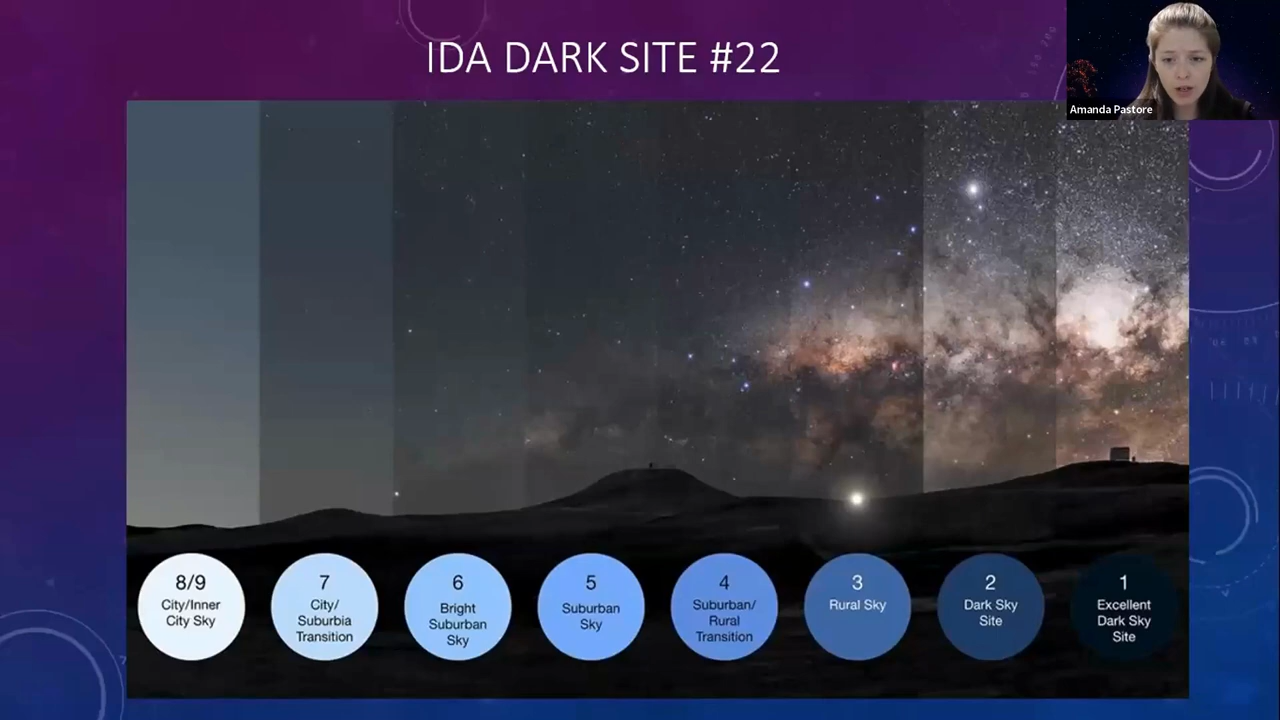 IDA DARK SITE #22
Amanda Pastore
8/9
City/Inner
City Sky
7
City/
Suburbia
Transition
6
Bright
Suburban
Sky
5
Suburban
Sky
4
Suburban/
Rural
Transition
3
Rural Sky
2
Dark Sky
Site
1
Excellent
Dark Sky
Site